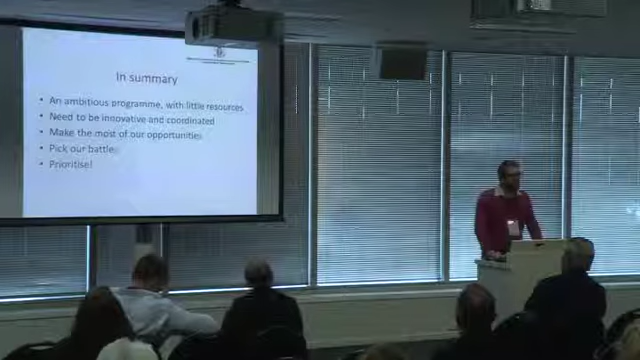 In summary
• An ambitious programme, with little resources
• Need to be innovative and coordinated
• Make the most of our opportunities
• Pick our battle
• Prioritise!